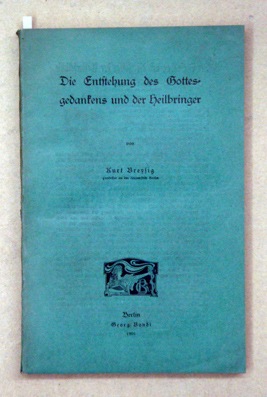 Die Entstehung des Gottes-
gedankens und der Heilbringer
von
Kurt Breysig
Berlin
Georg Bondi